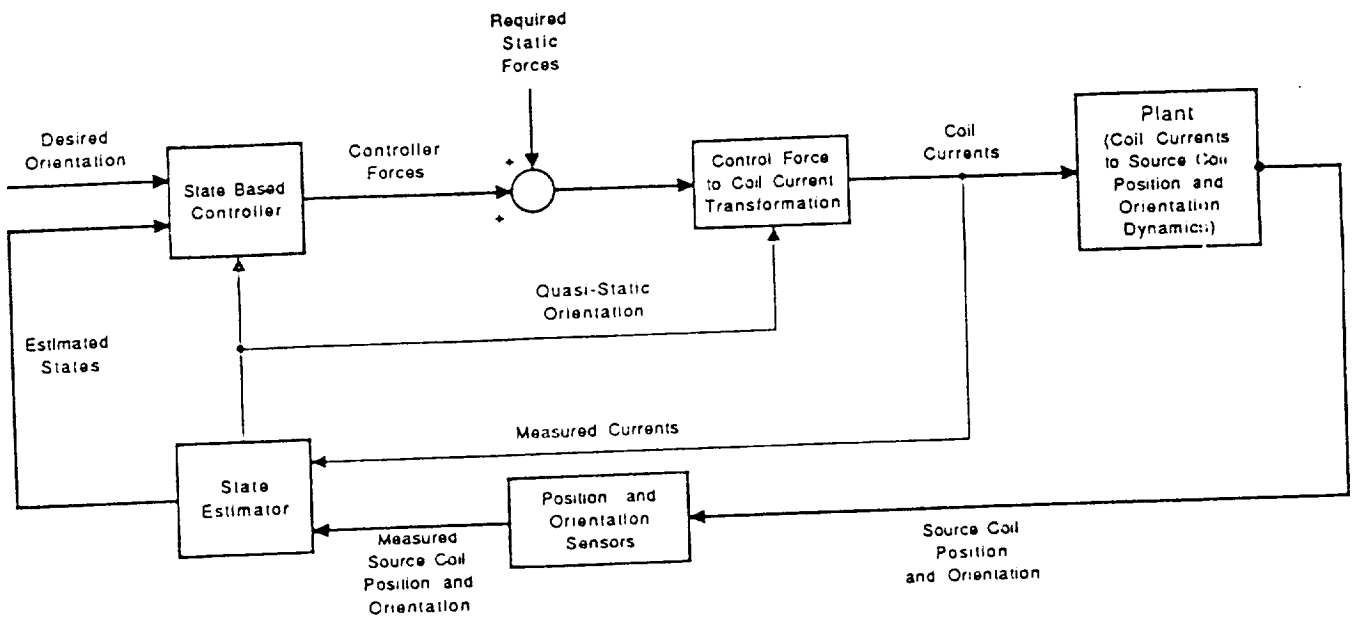 Required
Static
Forces
Desired
Orientation
State Based
Controller
Controller
Forces
+
+
Control Force
to Coil Current
Transformation
Coil
Currents
Plant
(Coil Currents
to Source Coil
Position and
Orientation
Dynamics)
Quasi-Static
Orientation
Estimated
States
Measured Currents
State
Estimator
Position and
Orientation
Sensors
Measured
Source Coil
Position and
Orientation
Source Coil
Position
and Orientation